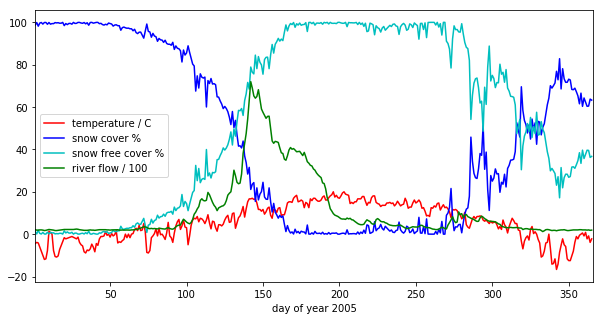 100
80
60
40
20
0
−20
temperature / C
snow cover %
snow free cover %
river flow / 100
50 100 150 200 250 300 350
day of year 2005